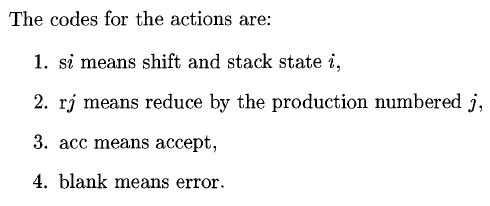 The codes for the actions are:
1. si means shift and stack state i,
2. rj means reduce by the production numbered j,
3. acc means accept,
4. blank means error.